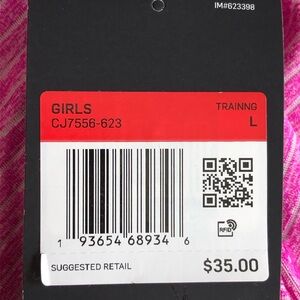 IM#623398
GIRLS TRAINNG
CJ7556-623 L
RFID
1 93654 68934 6
SUGGESTED RETAIL $35.00